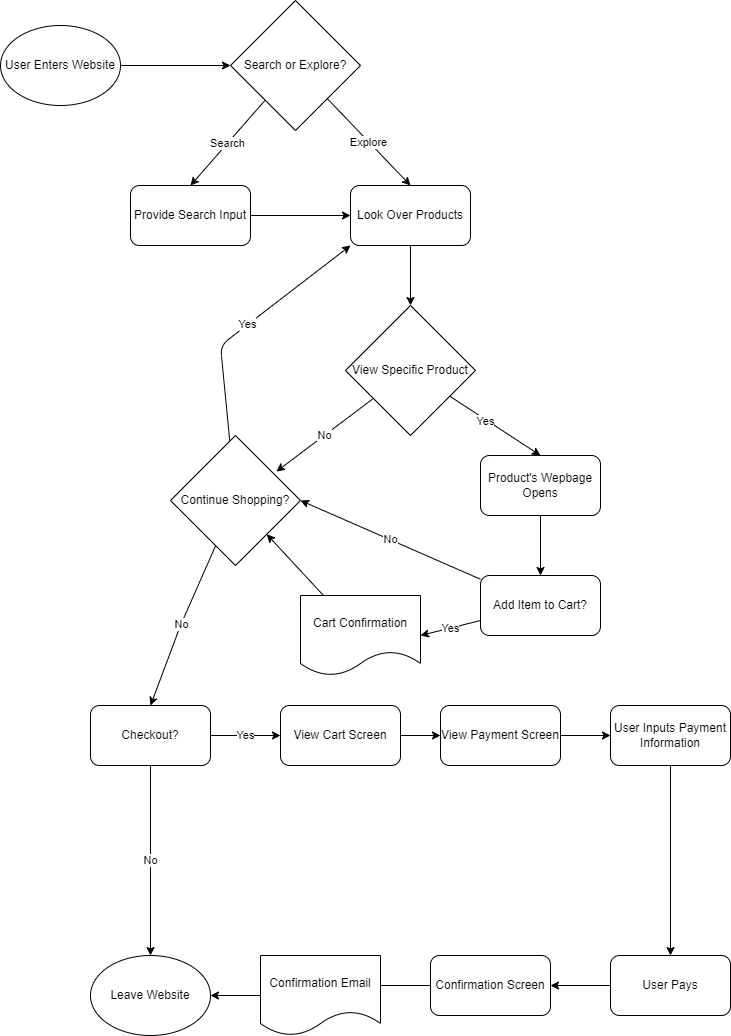 User Enters Website
Search or Explore?
Search
Explore
Provide Search Input
Look Over Products
Yes
View Specific Product
No
Yes
Continue Shopping?
Product's Wepbage
Opens
No
Add Item to Cart?
Cart Confirmation
Yes
No
Checkout?
Yes
View Cart Screen
View Payment Screen
User Inputs Payment
Information
No
Leave Website
Confirmation Email
Confirmation Screen
User Pays